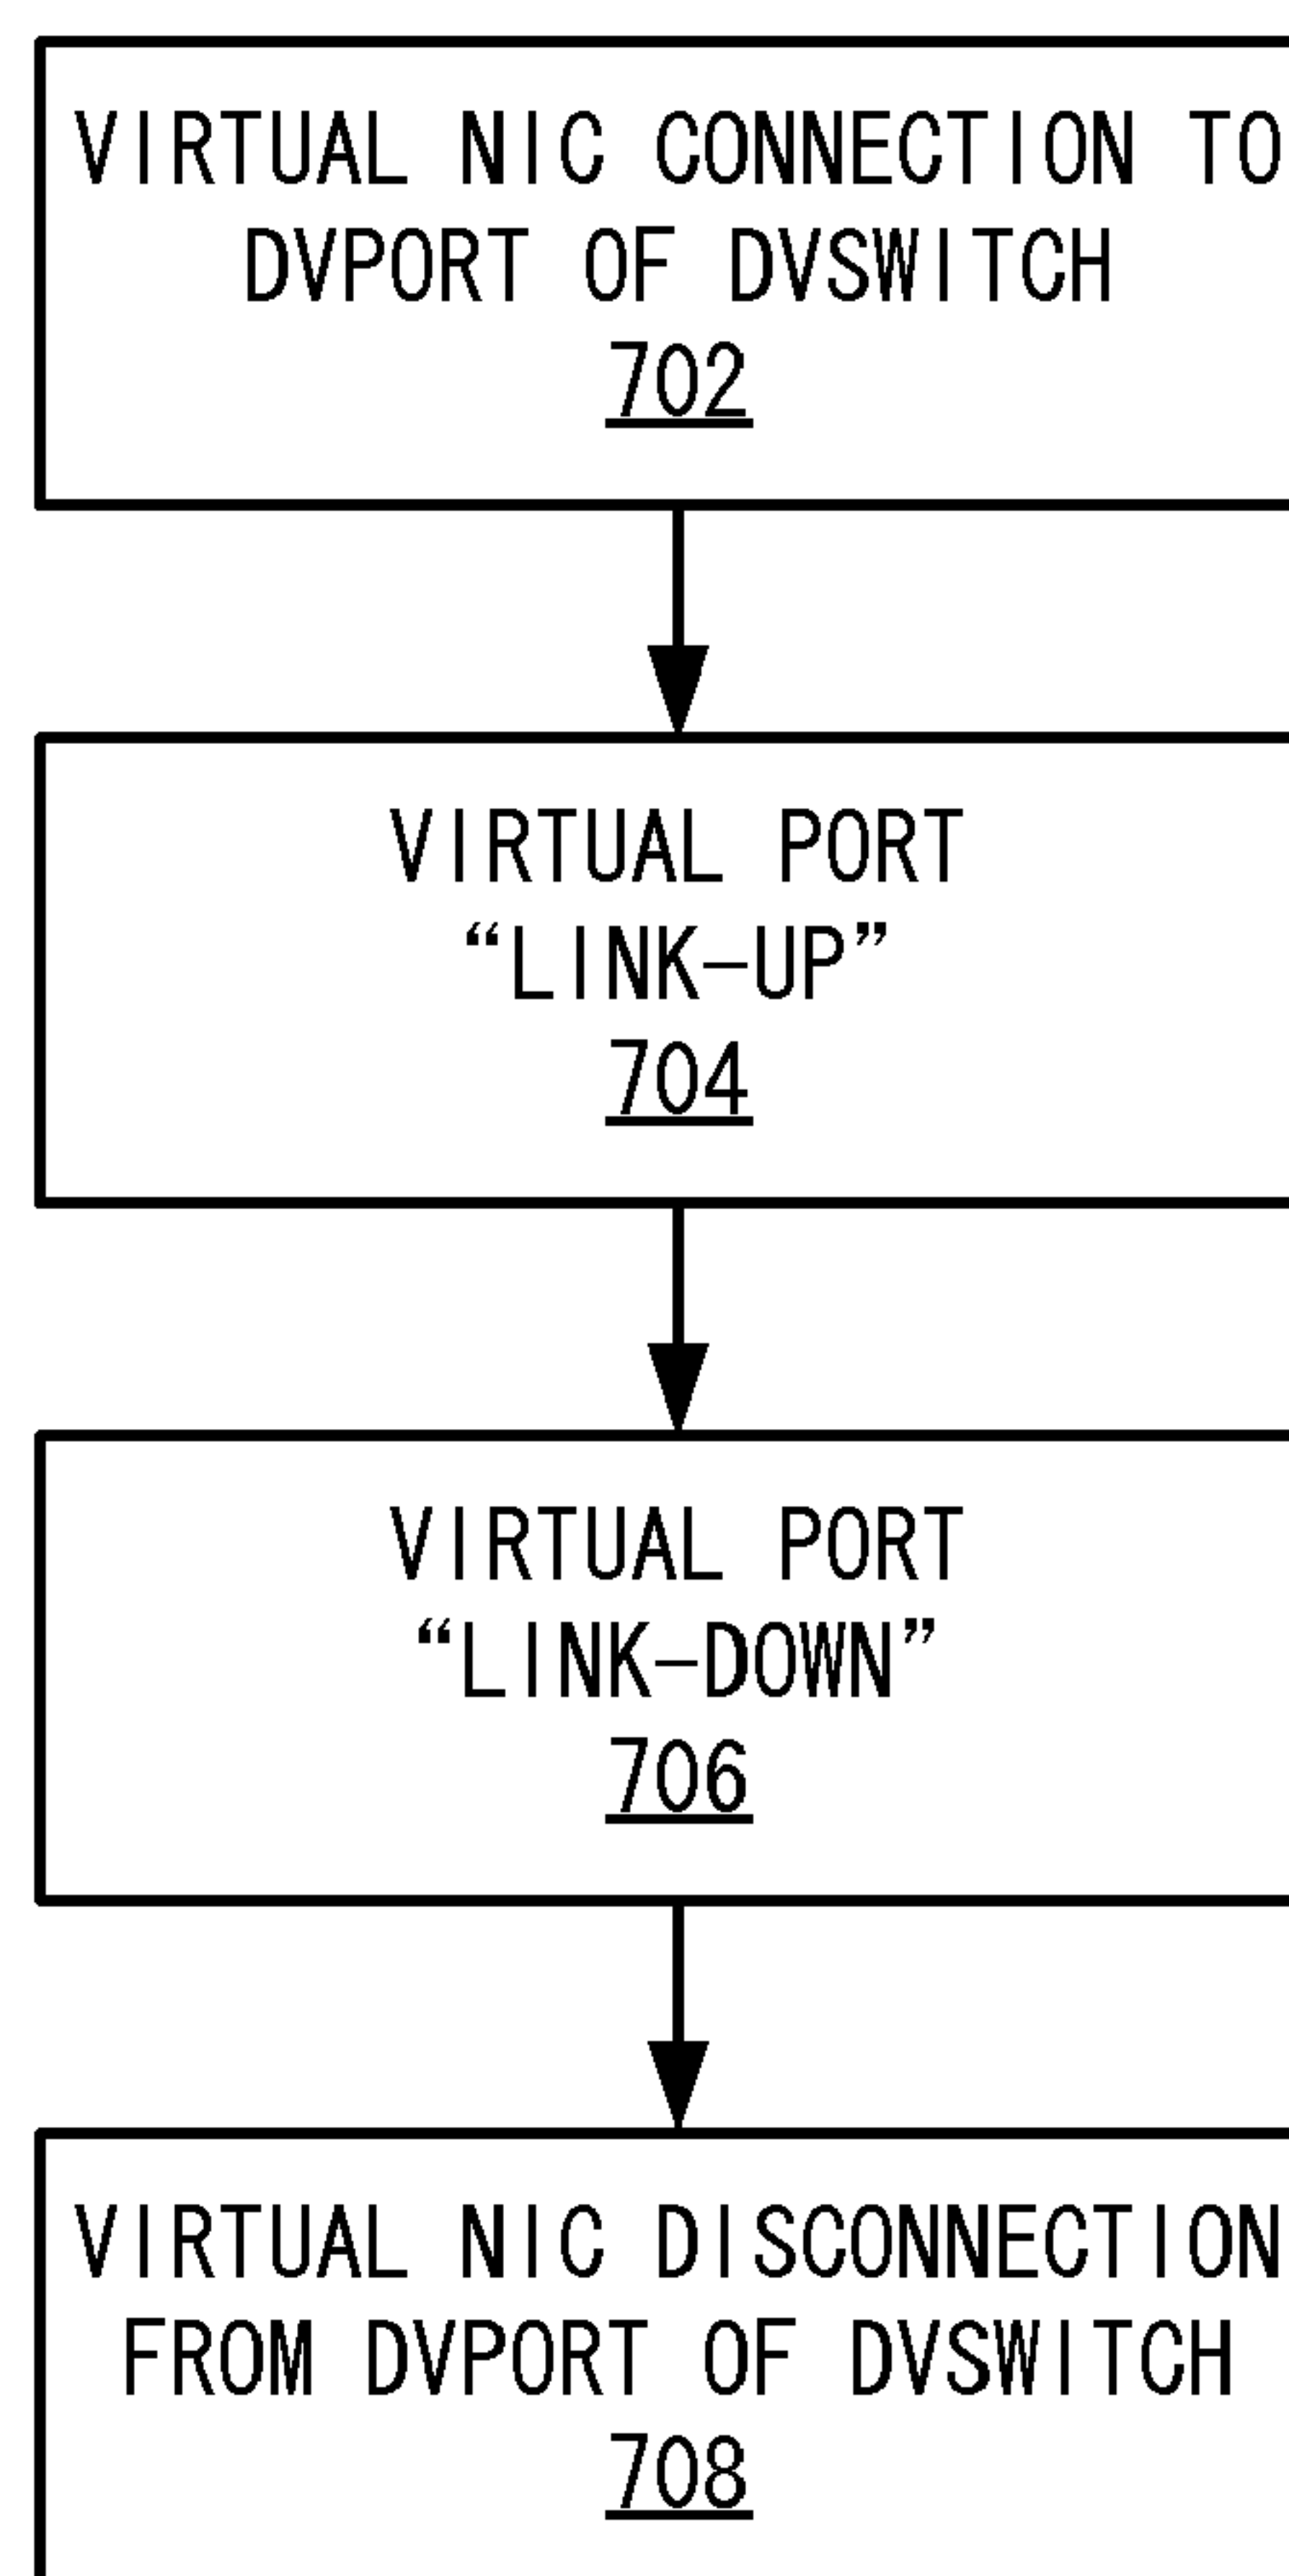 VIRTUAL NIC CONNECTION TO
DVPORT OF DVSWITCH
702
VIRTUAL PORT
“LINK-UP”
704
VIRTUAL PORT
“LINK-DOWN”
706
VIRTUAL NIC DISCONNECTION
FROM DVPORT OF DVSWITCH
708